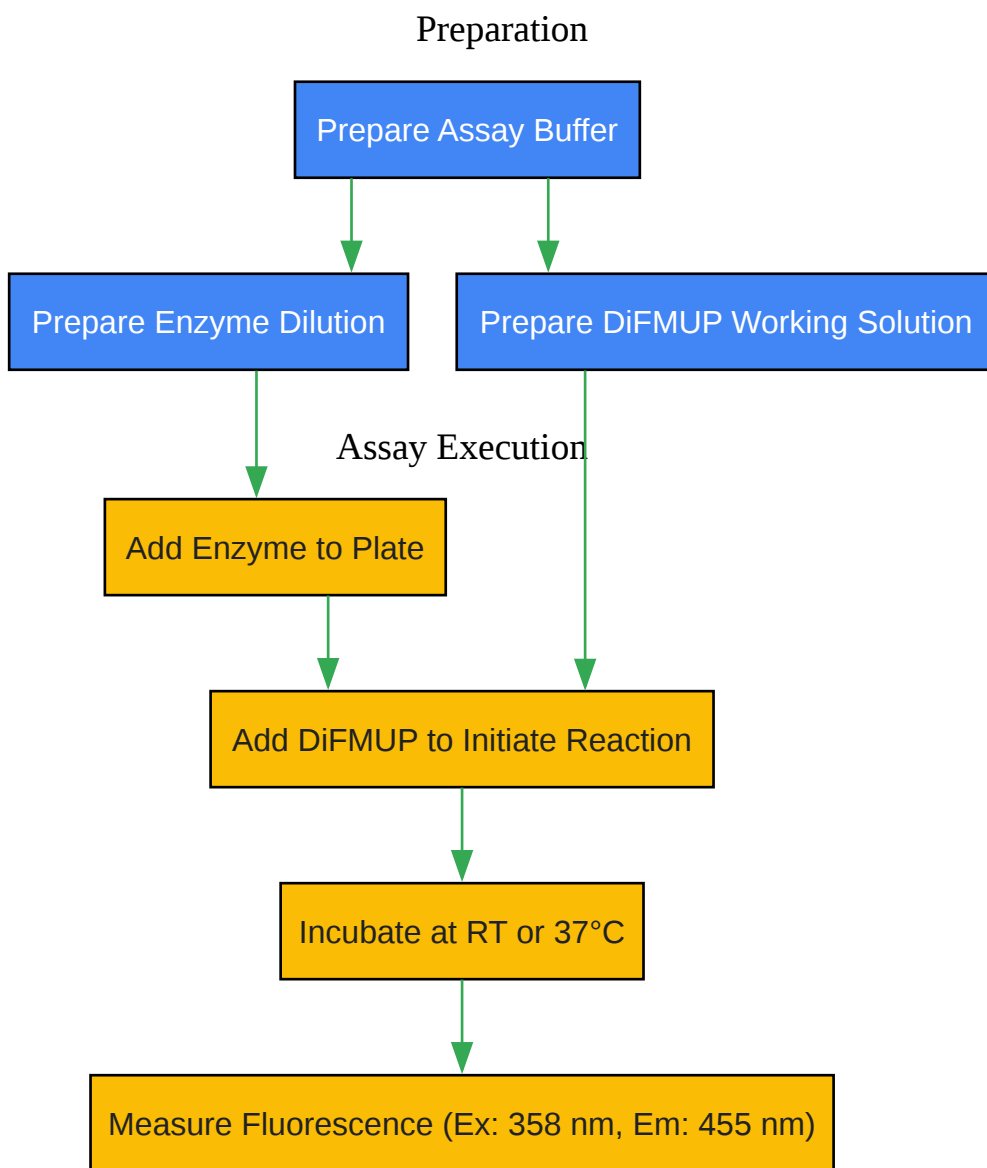 Preparation
Prepare Assay Buffer
Prepare Enzyme Dilution
Prepare DiFMUP Working Solution
Assay Execution
Add Enzyme to Plate
Add DiFMUP to Initiate Reaction
Incubate at RT or 37°C
Measure Fluorescence (Ex: 358 nm, Em: 455 nm)